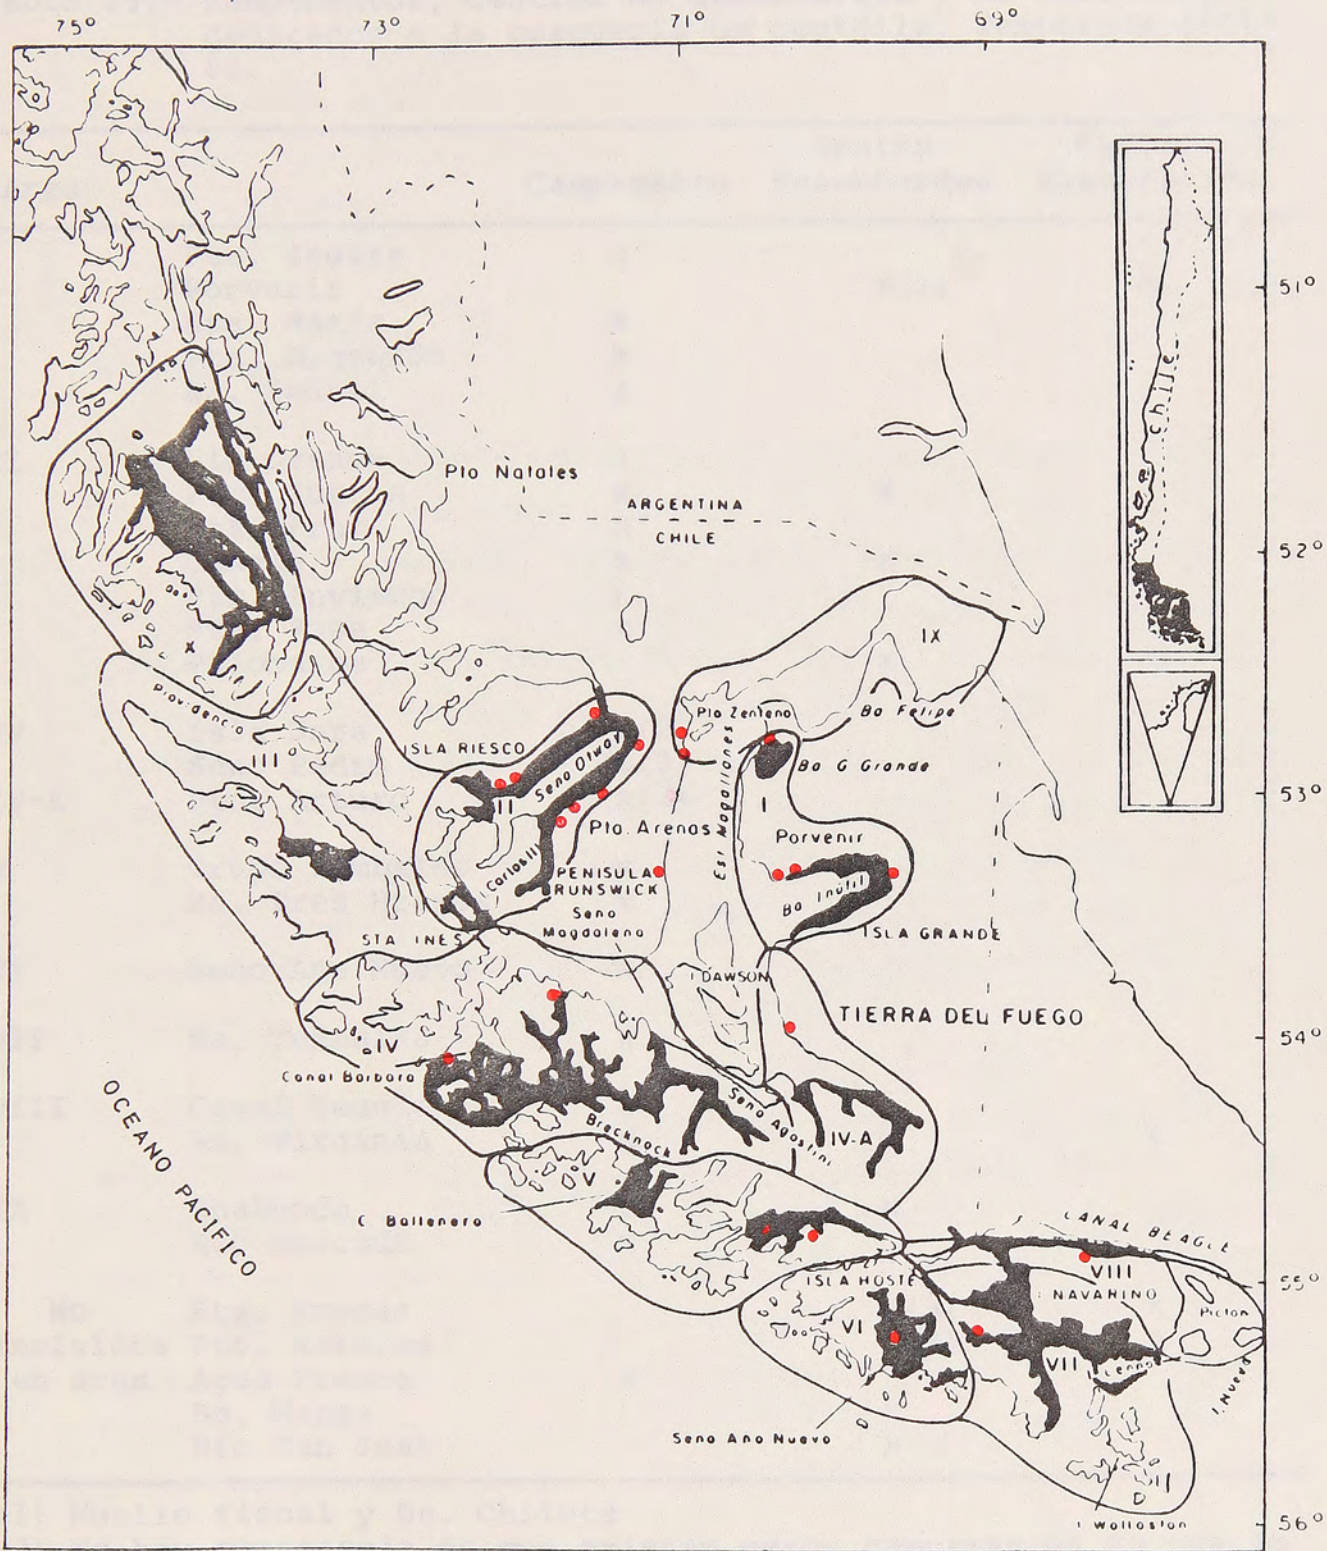 75°
73°
71°
69°
51°
chile
Pto Natales
ARGENTINA
CHILE
52°
IX
X
Providencia
Pto Zenteno
Ba Felipe
III
ISLA RIESCO
Seno Otway
Est Magallanes
Ba G Grande
II
I
53°
Pta. Arenas
Porvenir
Carlos III
PENISULA
BRUNSWICK
Ba Inútil
Seno
Magdalena
STA INES
ISLA GRANDE
I DAWSON
TIERRA DEL FUEGO
54°
IV
Canal Barbara
Seno Agostini
Brecknock
IV-A
OCEANO PACIFICO
V
C Ballenero
CANAL BEAGLE
VIII
ISLA HOSTE
55°
NAVARINO
Picton
VI
VII
Lenno
I. Nueva
Seno Ano Nuevo
I Wollaston
56°